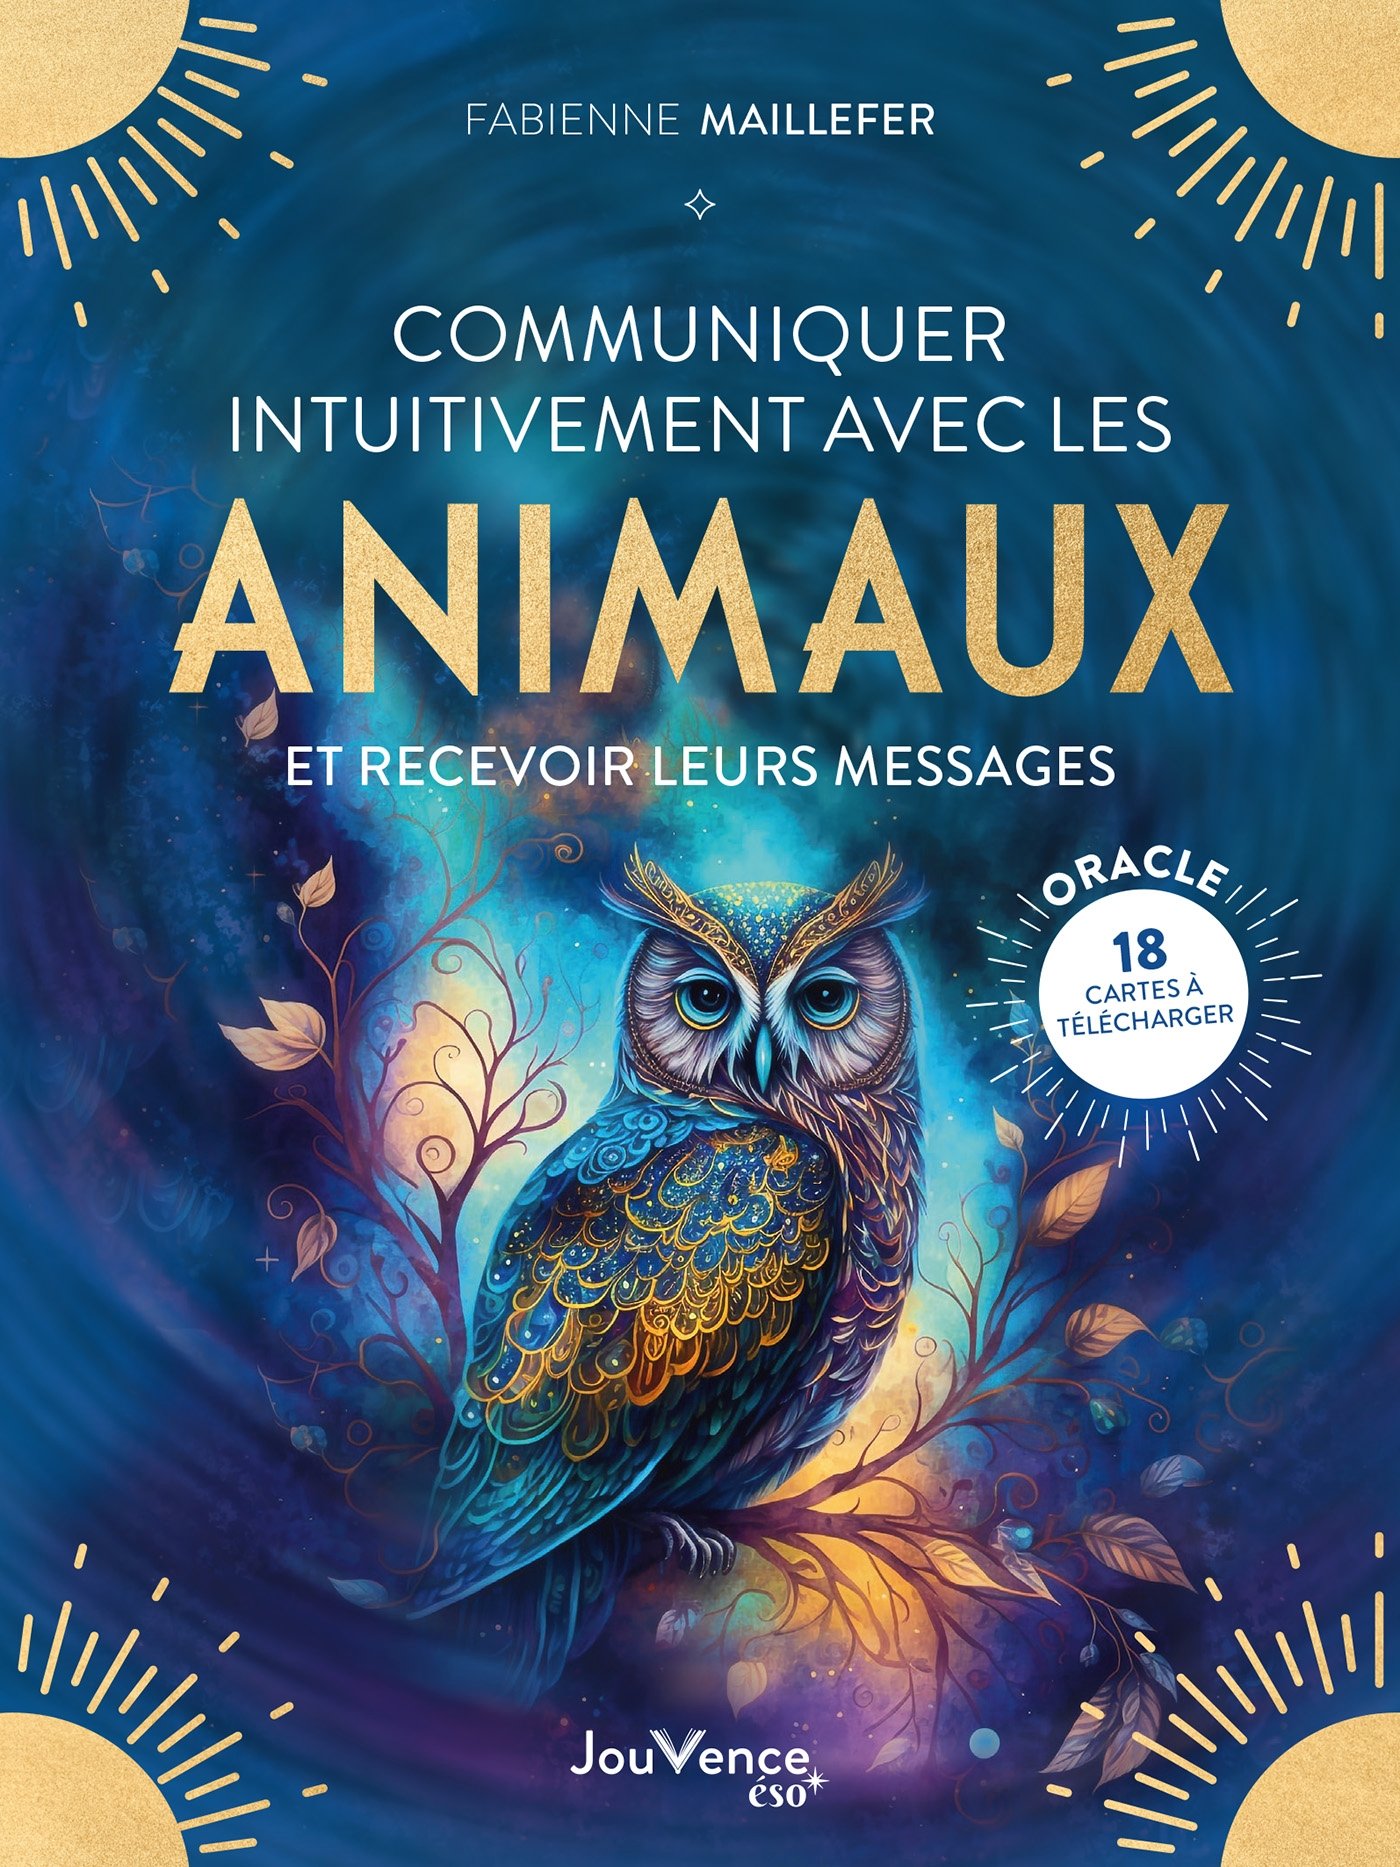 FABIENNE MAILLEFER
COMMUNIQUER
INTUITIVEMENT AVEC LES
ANIMAUX
ET RECEVOIR LEURS MESSAGES
ORACLE
18
CARTES À
TÉLÉCHARGER
JouVence
éso